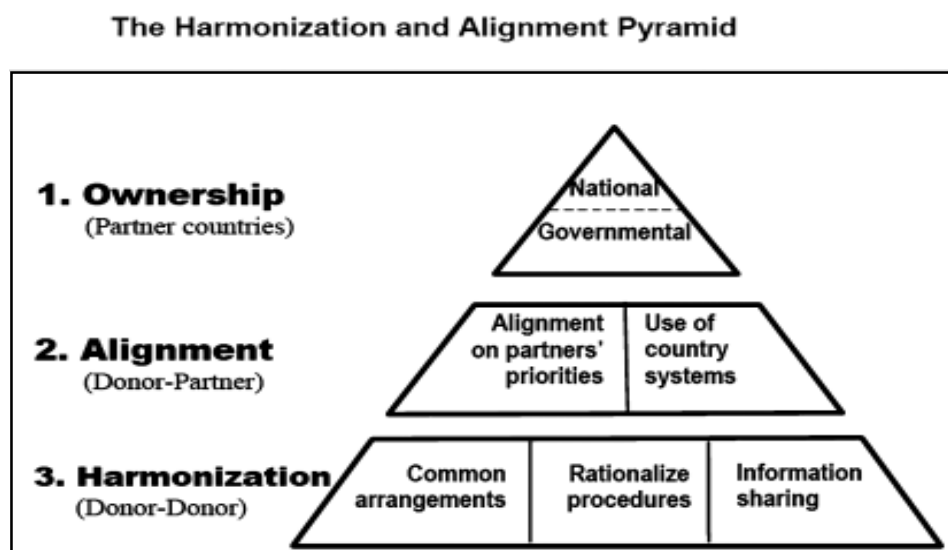 The Harmonization and Alignment Pyramid
1. Ownership
(Partner countries)
National
Governmental
2. Alignment
(Donor-Partner)
Alignment
on partners'
priorities
Use of
country
systems
3. Harmonization
(Donor-Donor)
Common
arrangements
Rationalize
procedures
Information
sharing